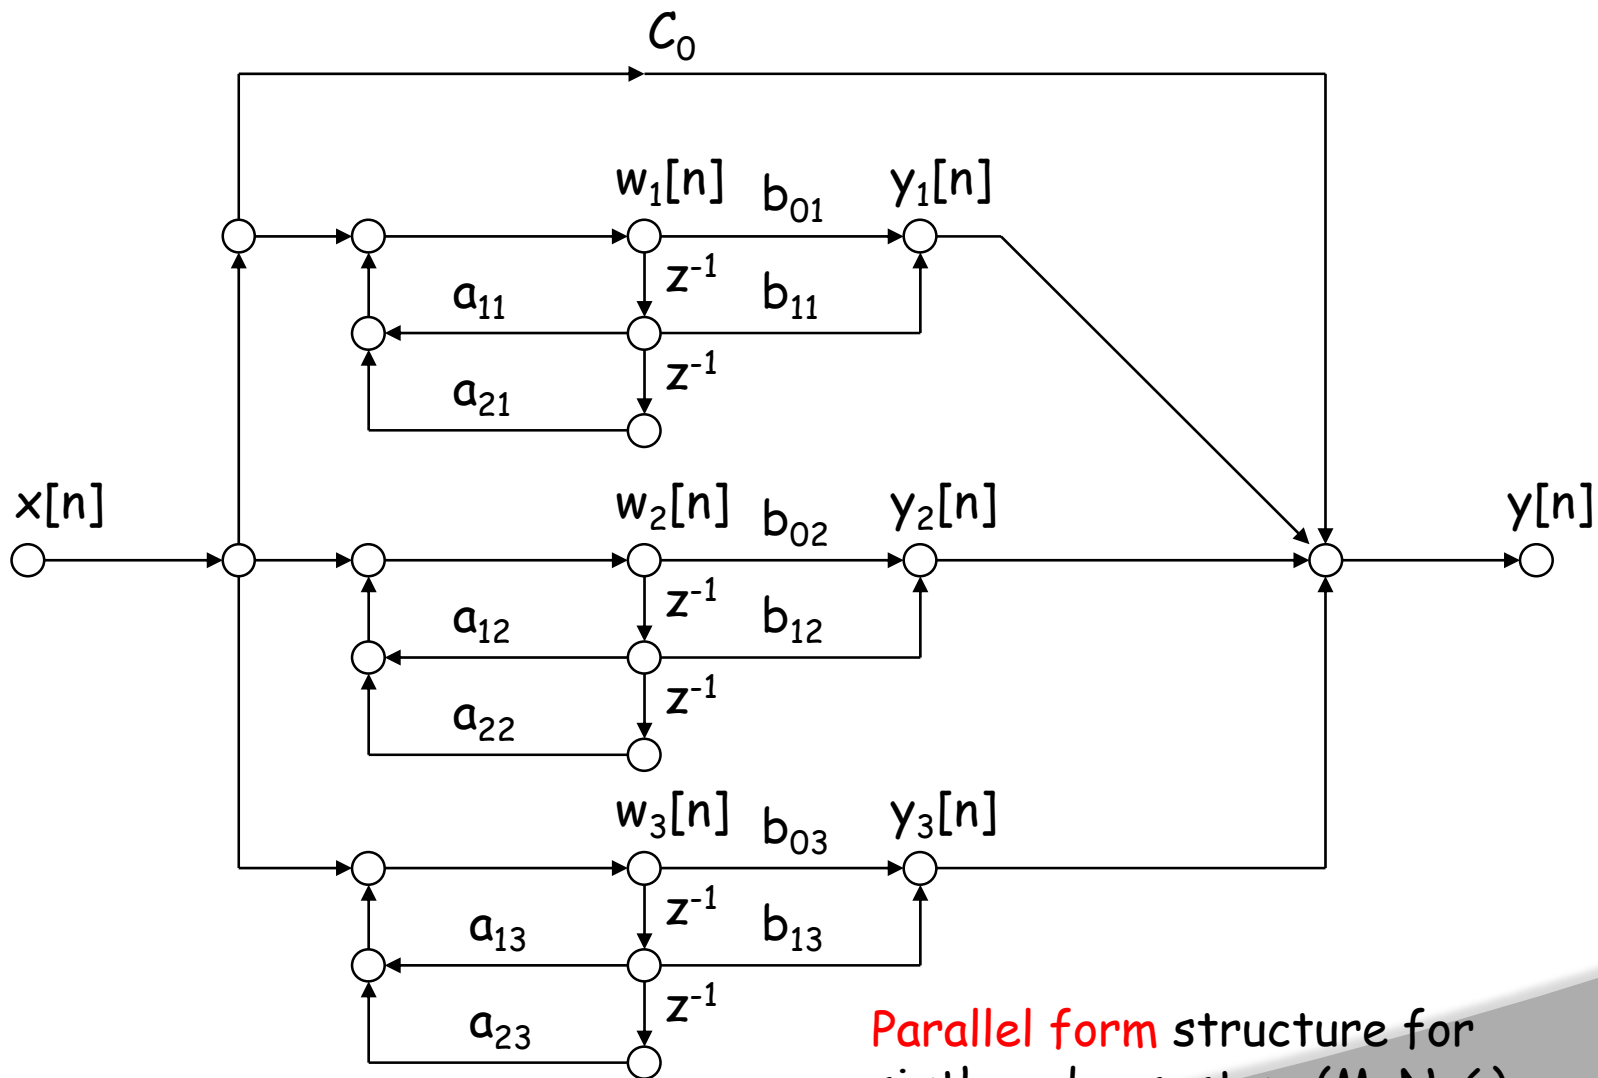 C₀
w₁[n] b₀₁ y₁[n]
z⁻¹
a₁₁ b₁₁
z⁻¹
a₂₁
x[n] w₂[n] b₀₂ y₂[n] y[n]
z⁻¹
a₁₂ b₁₂
z⁻¹
a₂₂
w₃[n] b₀₃ y₃[n]
z⁻¹
a₁₃ b₁₃
z⁻¹
a₂₃
Parallel form structure for